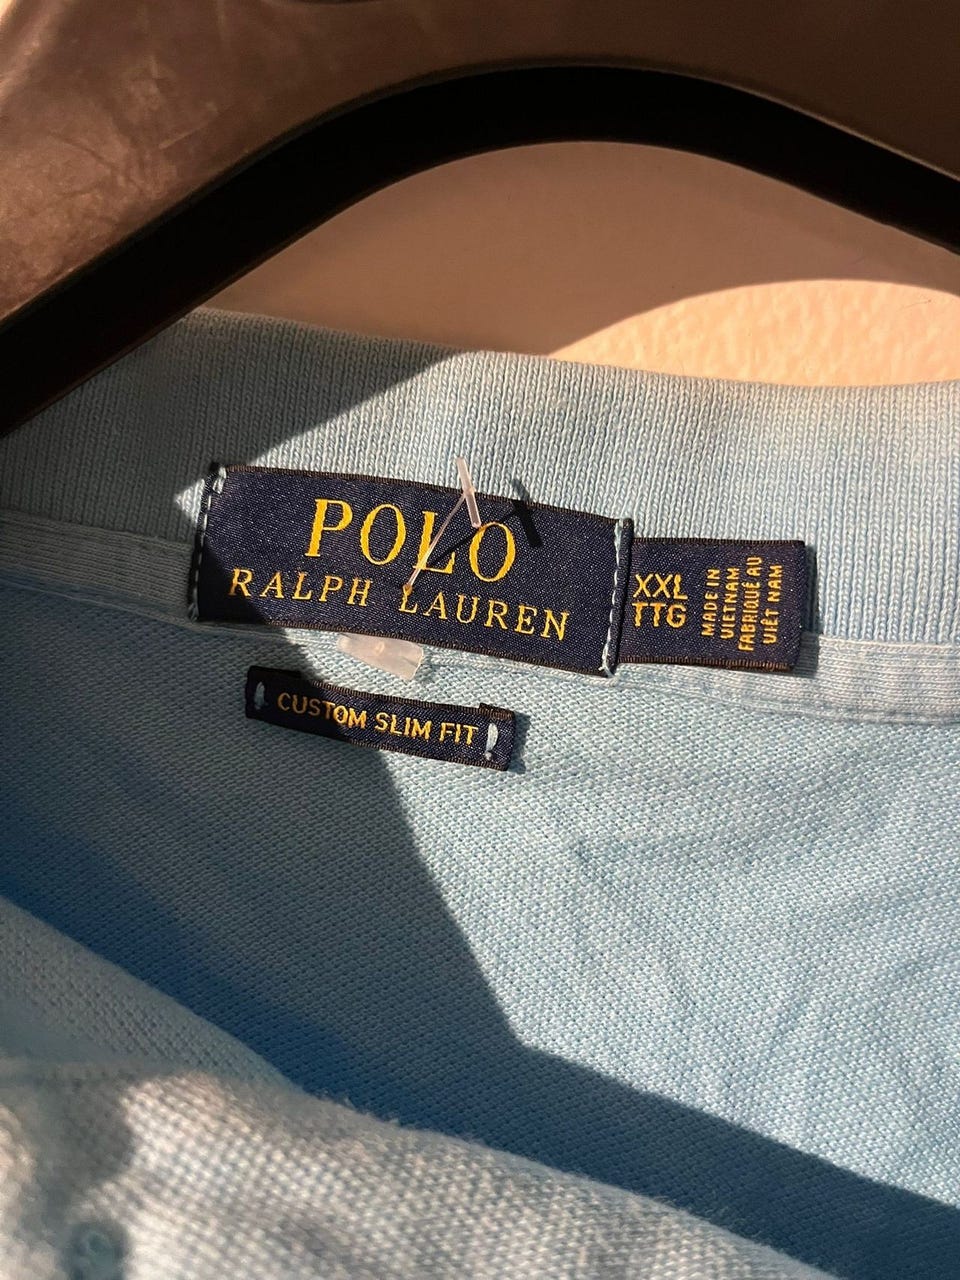 POLO
RALPH LAUREN
XXL
TTG
MADE IN
VIETNAM
FABRIQUÉ AU
VIÊT NAM
CUSTOM SLIM FIT